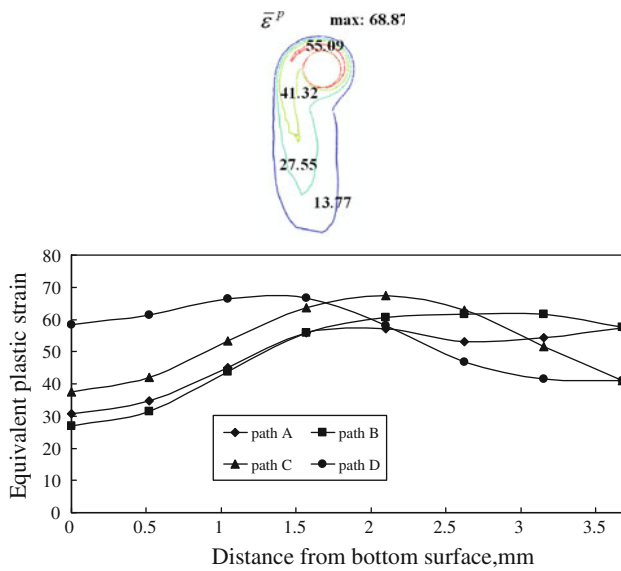 ε̄ᵖ max: 68.87
55.09
41.32
27.55
13.77
80
70
60
50
40
30
20
10
0
Equivalent plastic strain
path A path B
path C path D
0 0.5 1 1.5 2 2.5 3 3.5
Distance from bottom surface,mm